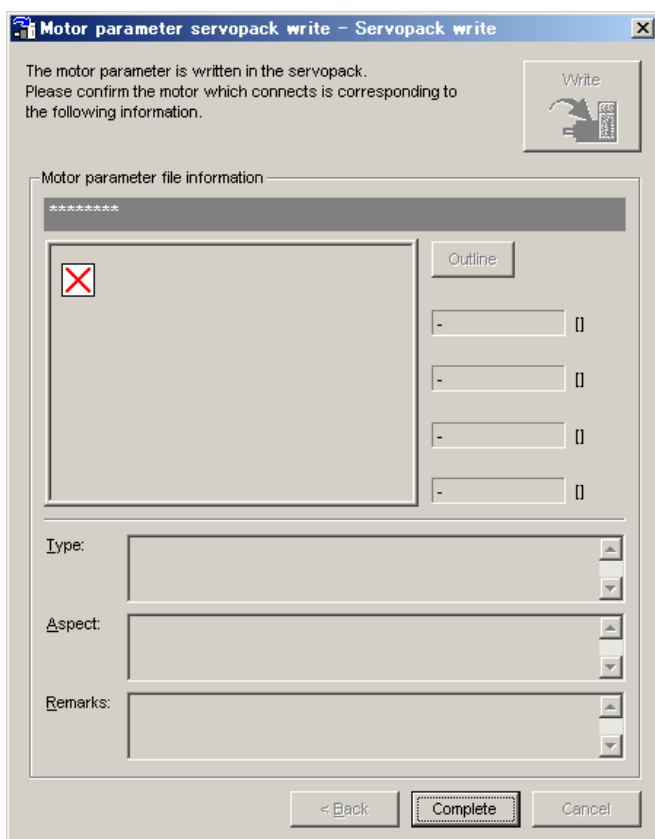 Motor parameter servopack write - Servopack write
The motor parameter is written in the servopack.
Please confirm the motor which connects is corresponding to
the following information.
Write
Motor parameter file information
********
Outline
- []
- []
- []
- []
Type:
Aspect:
Remarks:
< Back
Complete
Cancel